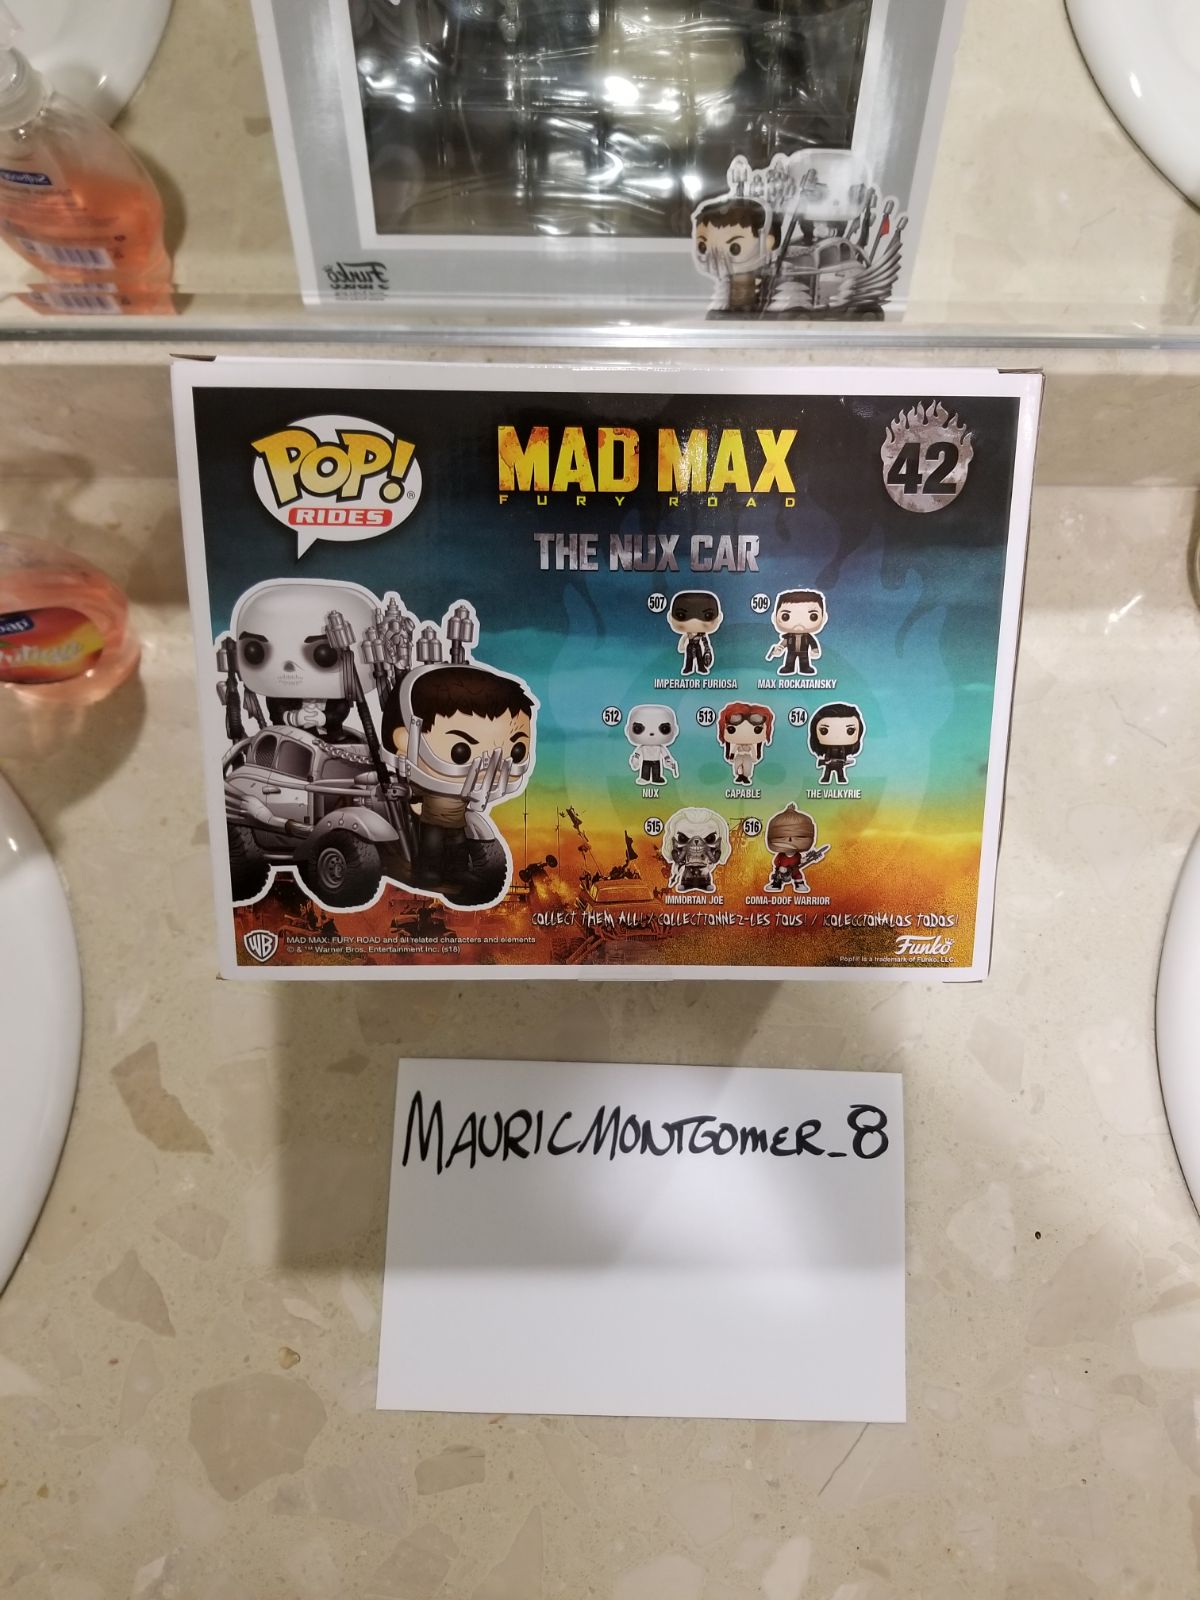 Funko
POP!
®
RIDES
MAD MAX
FURY ROAD
42
THE NUX CAR
507
509
IMPERATOR FURIOSA
MAX ROCKATANSKY
512
513
514
NUX
CAPABLE
THE VALKYRIE
515
516
IMMORTAN JOE
COMA-DOOF WARRIOR
COLLECT THEM ALL! / COLLECTIONNEZ-LES TOUS! / ¡COLECCIÓNALOS TODOS!
WB
MAD MAX: FURY ROAD and all related characters and elements
© & ™ Warner Bros. Entertainment Inc. (s18)
Funko
Pop!® is a trademark of Funko, LLC.
MAURICMONTGOMER_8